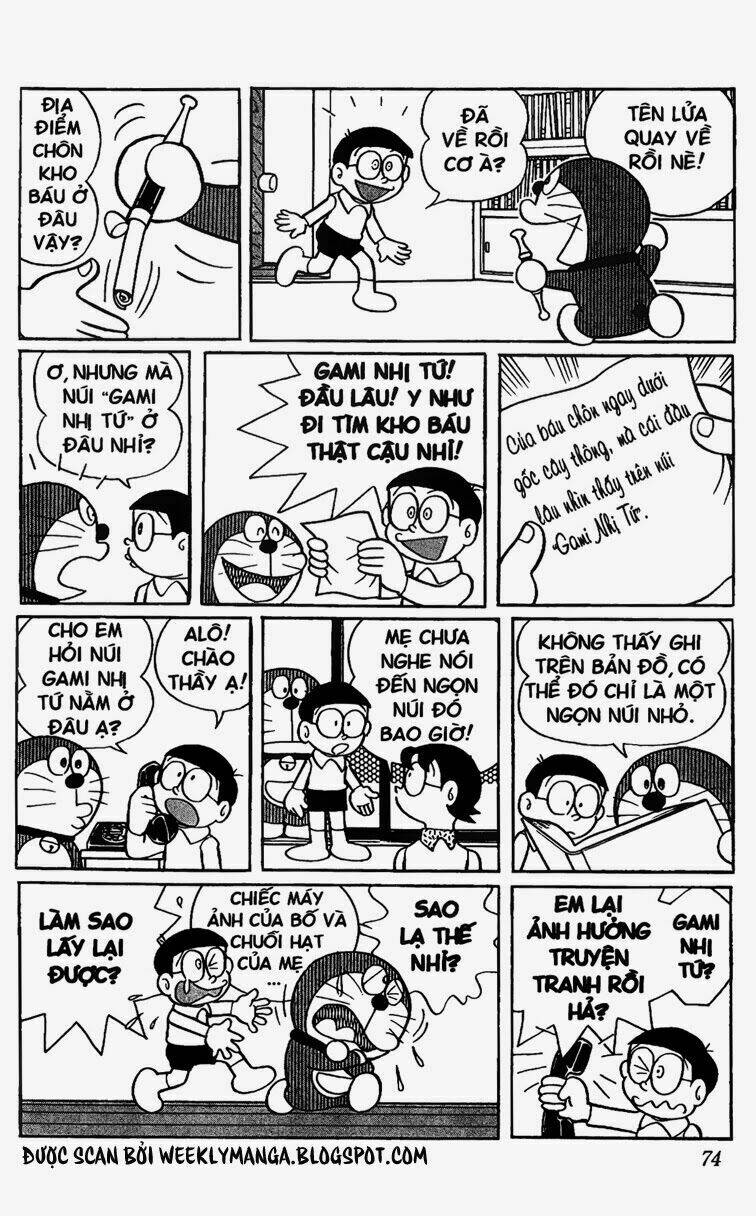 TÊN LỬA
QUAY VỀ
RỒI NÈ!
ĐÃ
VỀ RỒI
CƠ À?
ĐỊA
ĐIỂM
CHÔN
KHO
BÁU Ở
ĐÂU
VẬY?
Của báu chôn ngay dưới
gốc cây thông, mà cái đầu
lâu nhìn thấy trên núi
"Gami Nhị Tứ".
GAMI NHỊ TỨ!
ĐẦU LÂU! Y NHƯ
ĐI TÌM KHO BÁU
THẬT CẬU NHỈ!
Ơ, NHƯNG MÀ
NÚI "GAMI
NHỊ TỨ" Ở
ĐÂU NHỈ?
KHÔNG THẤY GHI
TRÊN BẢN ĐỒ, CÓ
THỂ ĐÓ CHỈ LÀ MỘT
NGỌN NÚI NHỎ.
MẸ CHƯA
NGHE NÓI
ĐẾN NGỌN
NÚI ĐÓ
BAO GIỜ!
ALÔ!
CHÀO
THẦY Ạ!
CHO EM
HỎI NÚI
GAMI NHỊ
TỨ NẰM Ở
ĐÂU Ạ?
GAMI
NHỊ
TỨ?
EM LẠI
ẢNH HƯỞNG
TRUYỆN
TRANH RỒI
HẢ?
SAO
LẠ THẾ
NHỈ?
CHIẾC MÁY
ẢNH CỦA BỐ VÀ
CHUỖI HẠT
CỦA MẸ
...
LÀM SAO
LẤY LẠI
ĐƯỢC?
ĐƯỢC SCAN BỞI WEEKLYMANGA.BLOGSPOT.COM
74